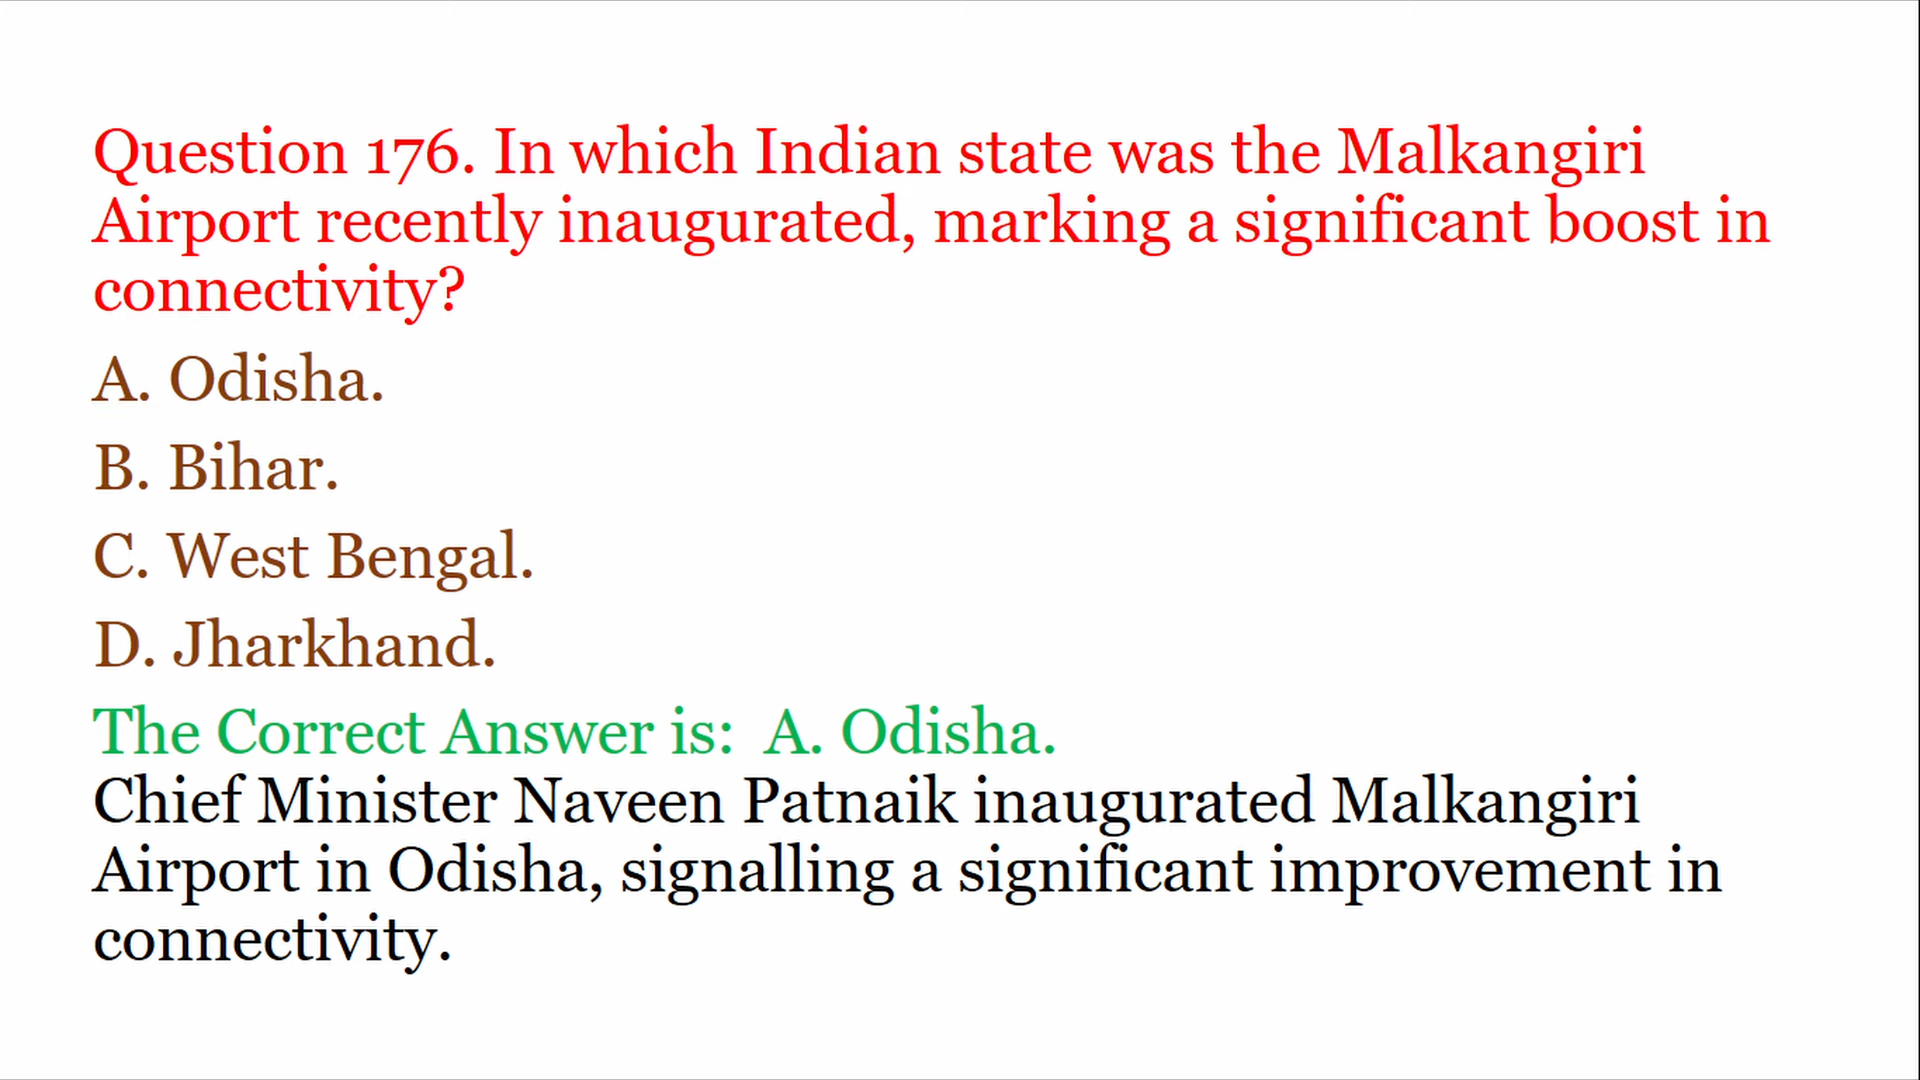 Question 176. In which Indian state was the Malkangiri
Airport recently inaugurated, marking a significant boost in
connectivity?
A. Odisha.
B. Bihar.
C. West Bengal.
D. Jharkhand.
The Correct Answer is:  A. Odisha.
Chief Minister Naveen Patnaik inaugurated Malkangiri
Airport in Odisha, signalling a significant improvement in
connectivity.